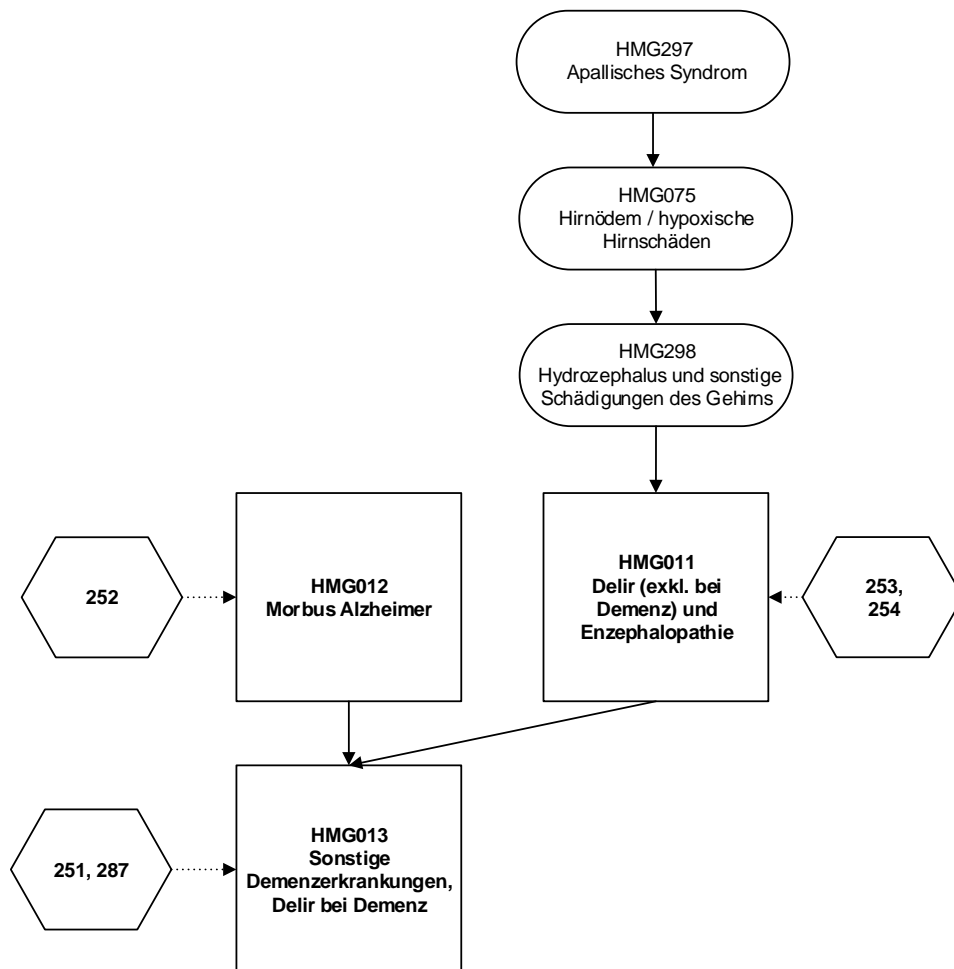 HMG297
Apallisches Syndrom
HMG075
Hirnödem / hypoxische
Hirnschäden
HMG298
Hydrozephalus und sonstige
Schädigungen des Gehirns
252
HMG012
Morbus Alzheimer
HMG011
Delir (exkl. bei
Demenz) und
Enzephalopathie
253,
254
251, 287
HMG013
Sonstige
Demenzerkrankungen,
Delir bei Demenz